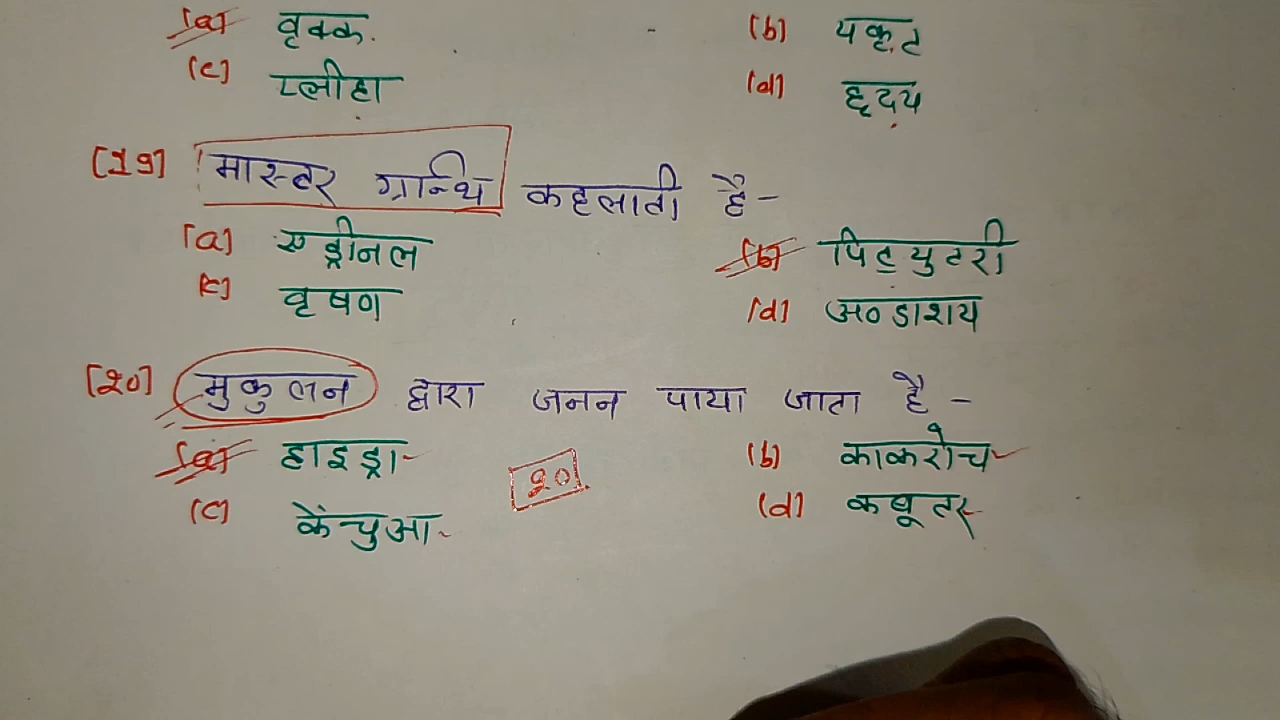 (a) वृक्क (b) यकृत
(c) प्लीहा (d) हृदय
[19] मास्टर ग्रन्थि कहलाती है -
[a] एड्रीनल (b) पिट्युटरी
[c] वृषण (d) अण्डाशय
[20] मुकुलन द्वारा जनन पाया जाता है -
(a) हाइड्रा (b) काकरोच
(c) केंचुआ (d) कबूतर
20